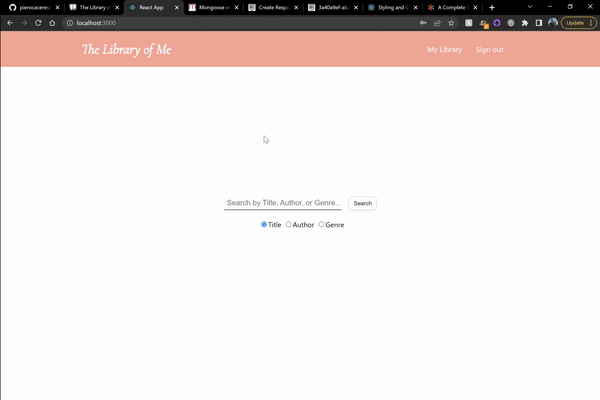 pierocaceres/
The Library of
React App
Mongoose v
Create Respo
3a40a9ef-a
Styling and C
A Complete
localhost:3000
Update
The Library of Me
My Library
Sign out
Search by Title, Author, or Genre..
Search
Title
Author
Genre